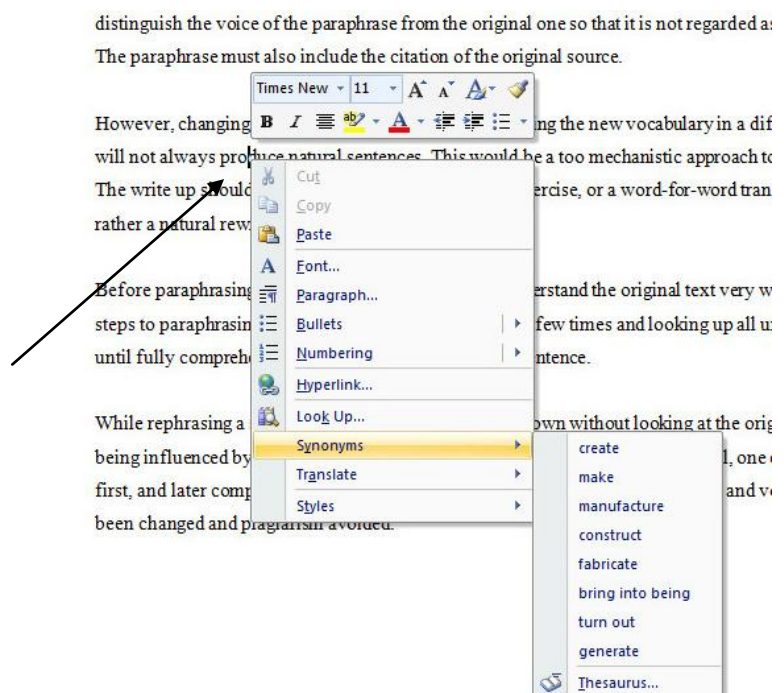 distinguish the voice of the paraphrase from the original one so that it is not regarded as
The paraphrase must also include the citation of the original source.
Times New 11 A A A
B I ab A
However, changing ing the new vocabulary in a dif
will not always produce natural sentences. This would be a too mechanistic approach to
The write up should ercise, or a word-for-word tran
rather a natural rew
Before paraphrasing erstand the original text very w
steps to paraphrasin few times and looking up all u
until fully comprehe ntence.
While rephrasing a own without looking at the orig
being influenced by l, one
first, and later comp and v
been changed and plagiarism avoided.
Cut
Copy
Paste
Font...
Paragraph...
Bullets
Numbering
Hyperlink...
Look Up...
Synonyms
Translate
Styles
create
make
manufacture
construct
fabricate
bring into being
turn out
generate
Thesaurus...